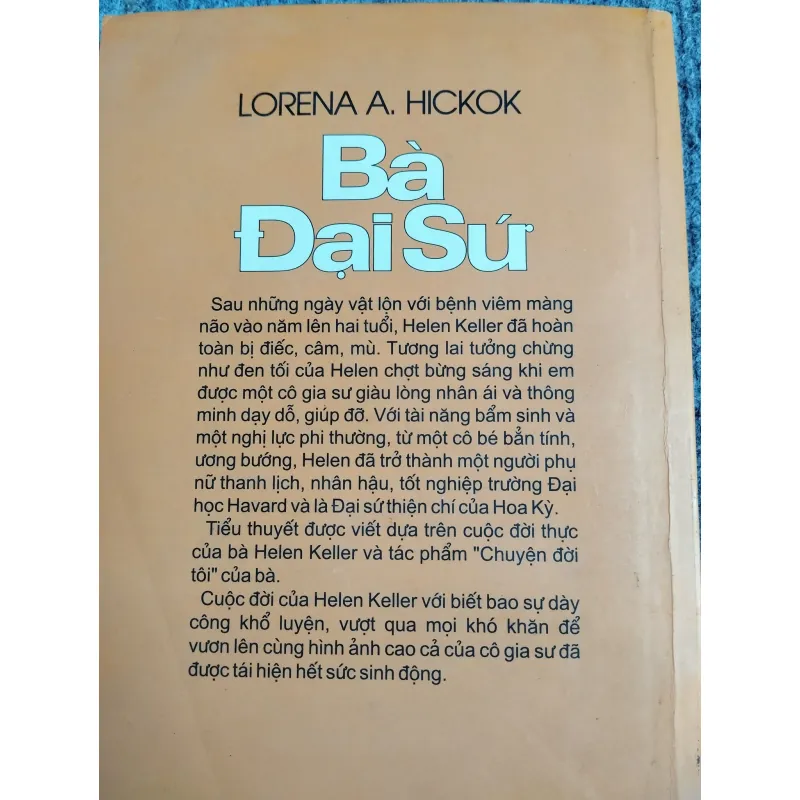 LORENA A. HICKOK
Bà
Đại Sứ
Sau những ngày vật lộn với bệnh viêm màng
não vào năm lên hai tuổi, Helen Keller đã hoàn
toàn bị điếc, câm, mù. Tương lai tưởng chừng
như đen tối của Helen chợt bừng sáng khi em
được một cô gia sư giàu lòng nhân ái và thông
minh dạy dỗ, giúp đỡ. Với tài năng bẩm sinh và
một nghị lực phi thường, từ một cô bé bẳn tính,
ương bướng, Helen đã trở thành một người phụ
nữ thanh lịch, nhân hậu, tốt nghiệp trường Đại
học Havard và là Đại sứ thiện chí của Hoa Kỳ.
Tiểu thuyết được viết dựa trên cuộc đời thực
của bà Helen Keller và tác phẩm "Chuyện đời
tôi" của bà.
Cuộc đời của Helen Keller với biết bao sự dày
công khổ luyện, vượt qua mọi khó khăn để
vươn lên cùng hình ảnh cao cả của cô gia sư đã
được tái hiện hết sức sinh động.